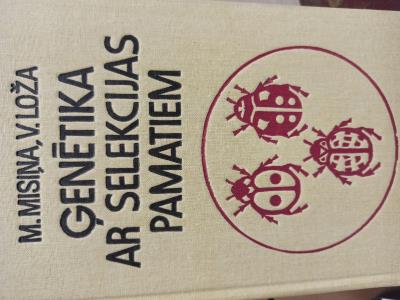 M. MISIŅA, V. LOŽA
ĢENĒTIKA
AR SELEKCIJAS
PAMATIEM